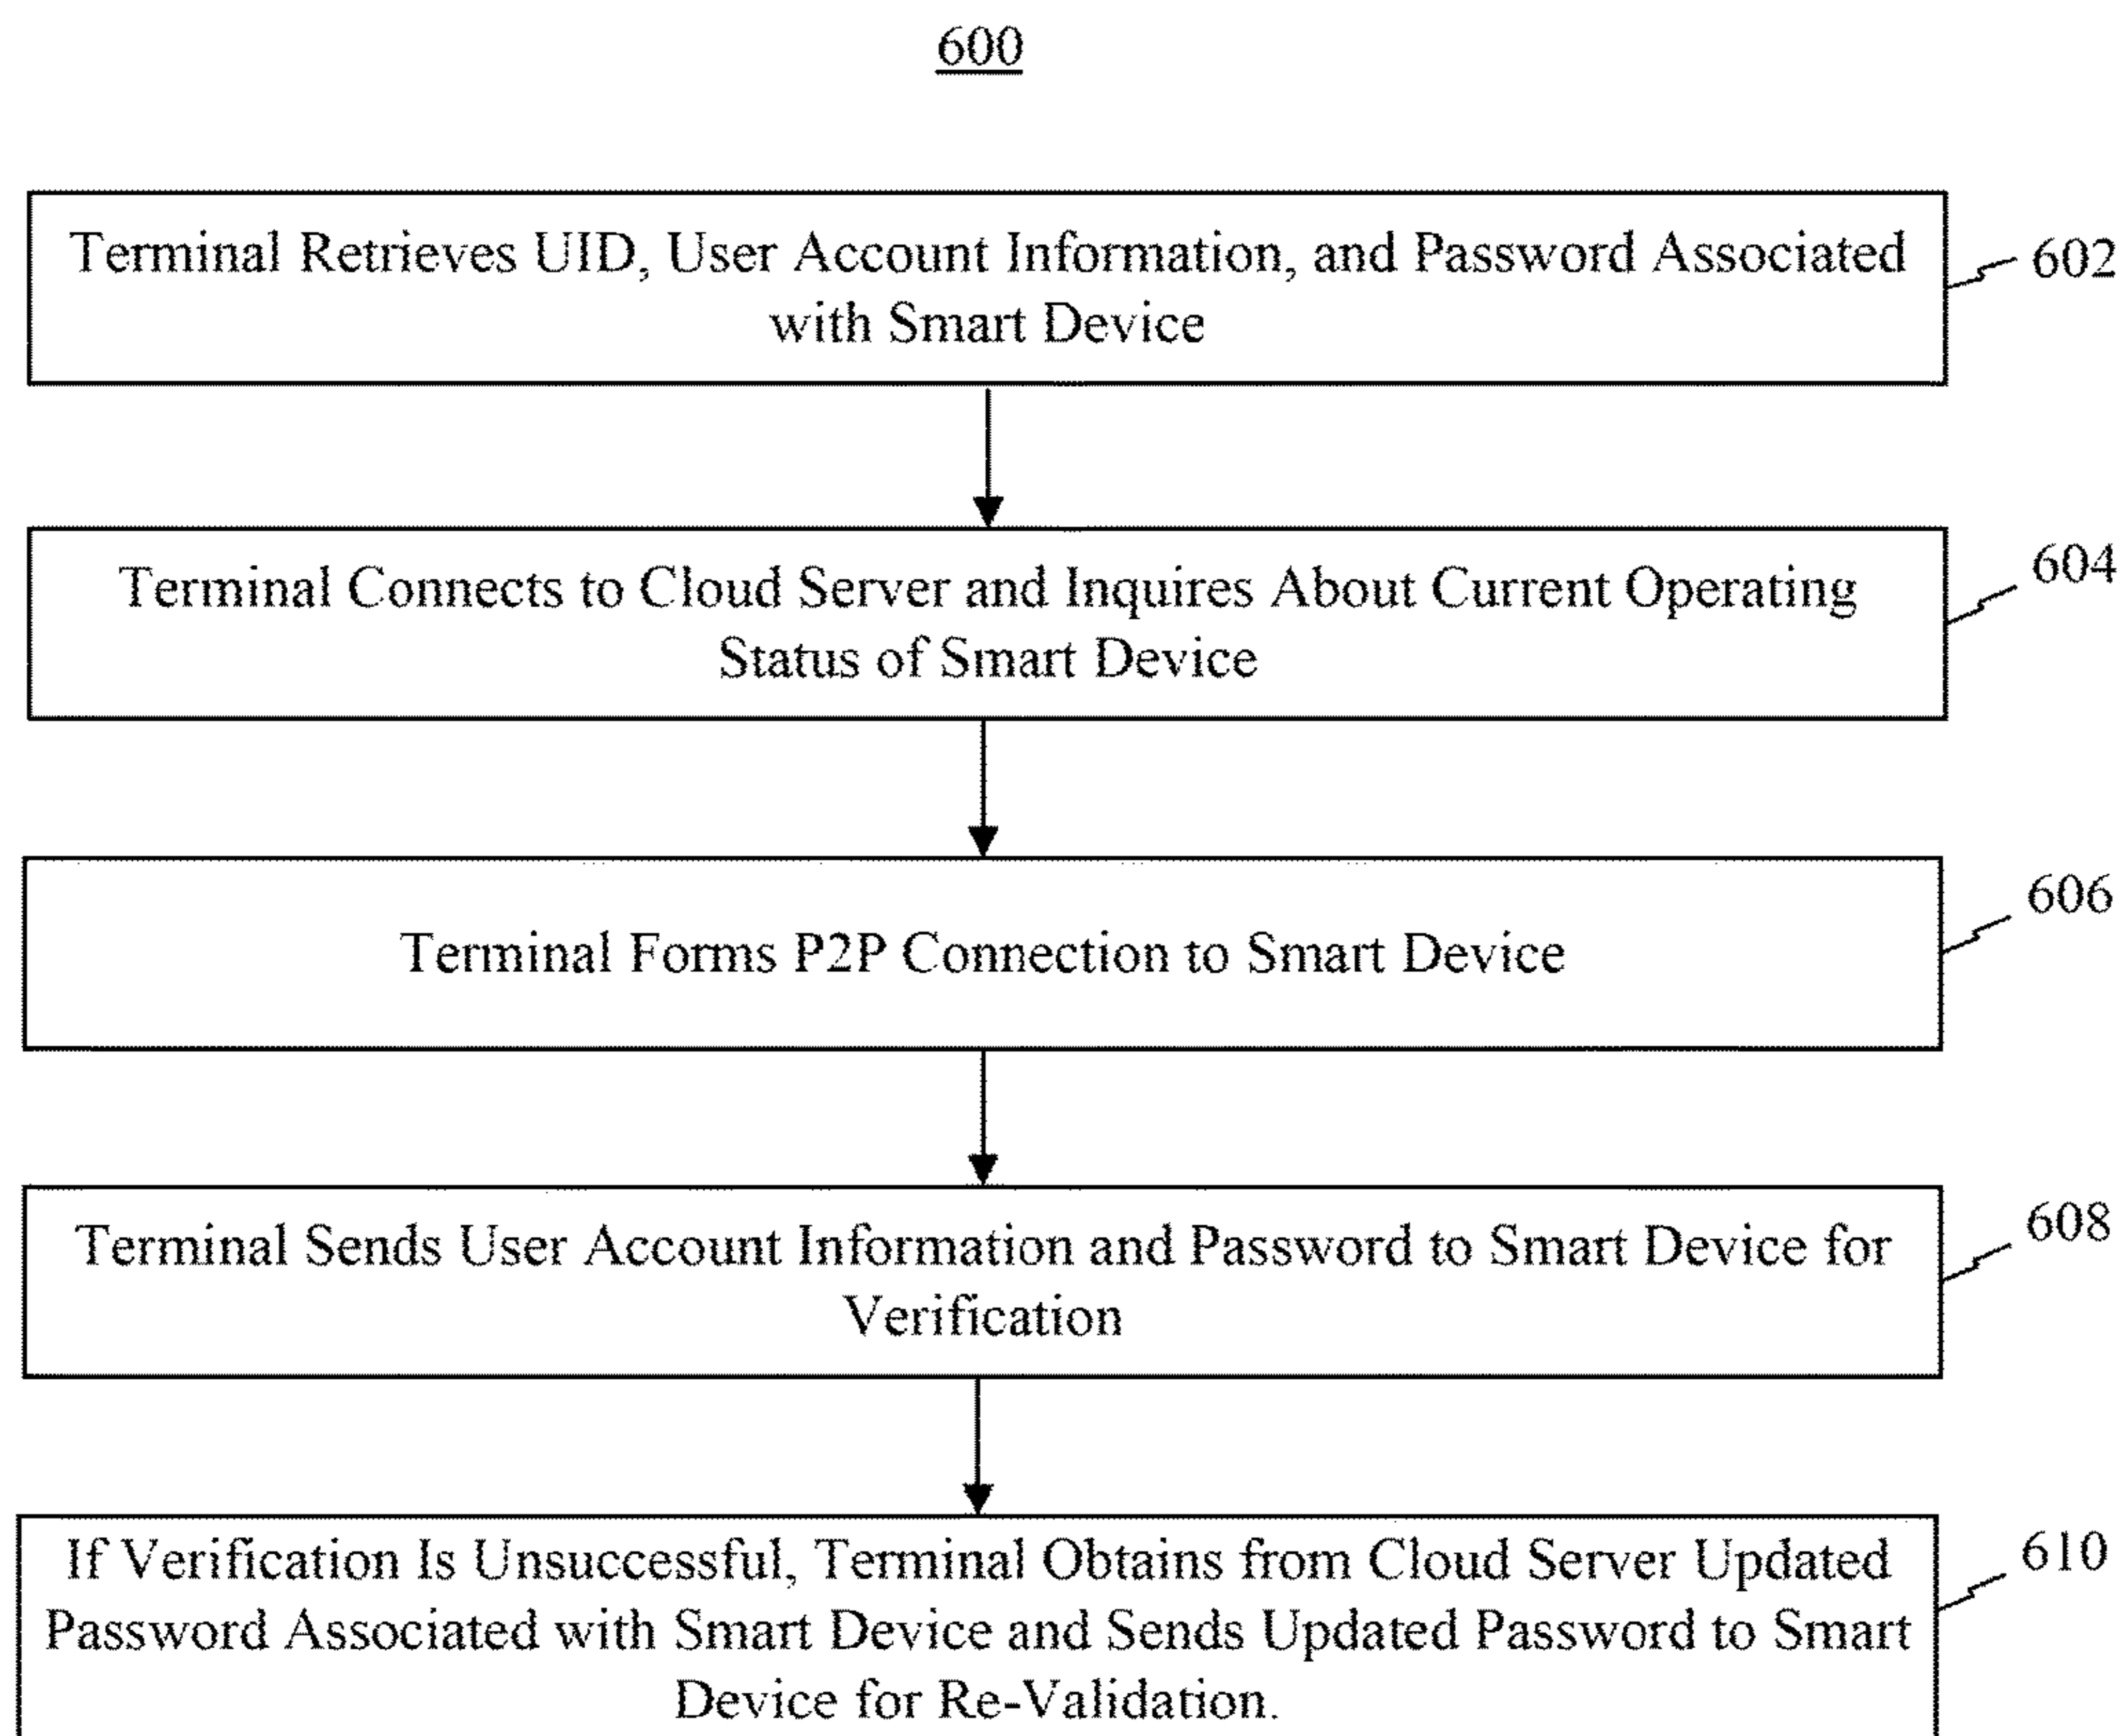 600
Terminal Retrieves UID, User Account Information, and Password Associated
with Smart Device
602
Terminal Connects to Cloud Server and Inquires About Current Operating
Status of Smart Device
604
Terminal Forms P2P Connection to Smart Device
606
Terminal Sends User Account Information and Password to Smart Device for
Verification
608
If Verification Is Unsuccessful, Terminal Obtains from Cloud Server Updated
Password Associated with Smart Device and Sends Updated Password to Smart
Device for Re-Validation.
610